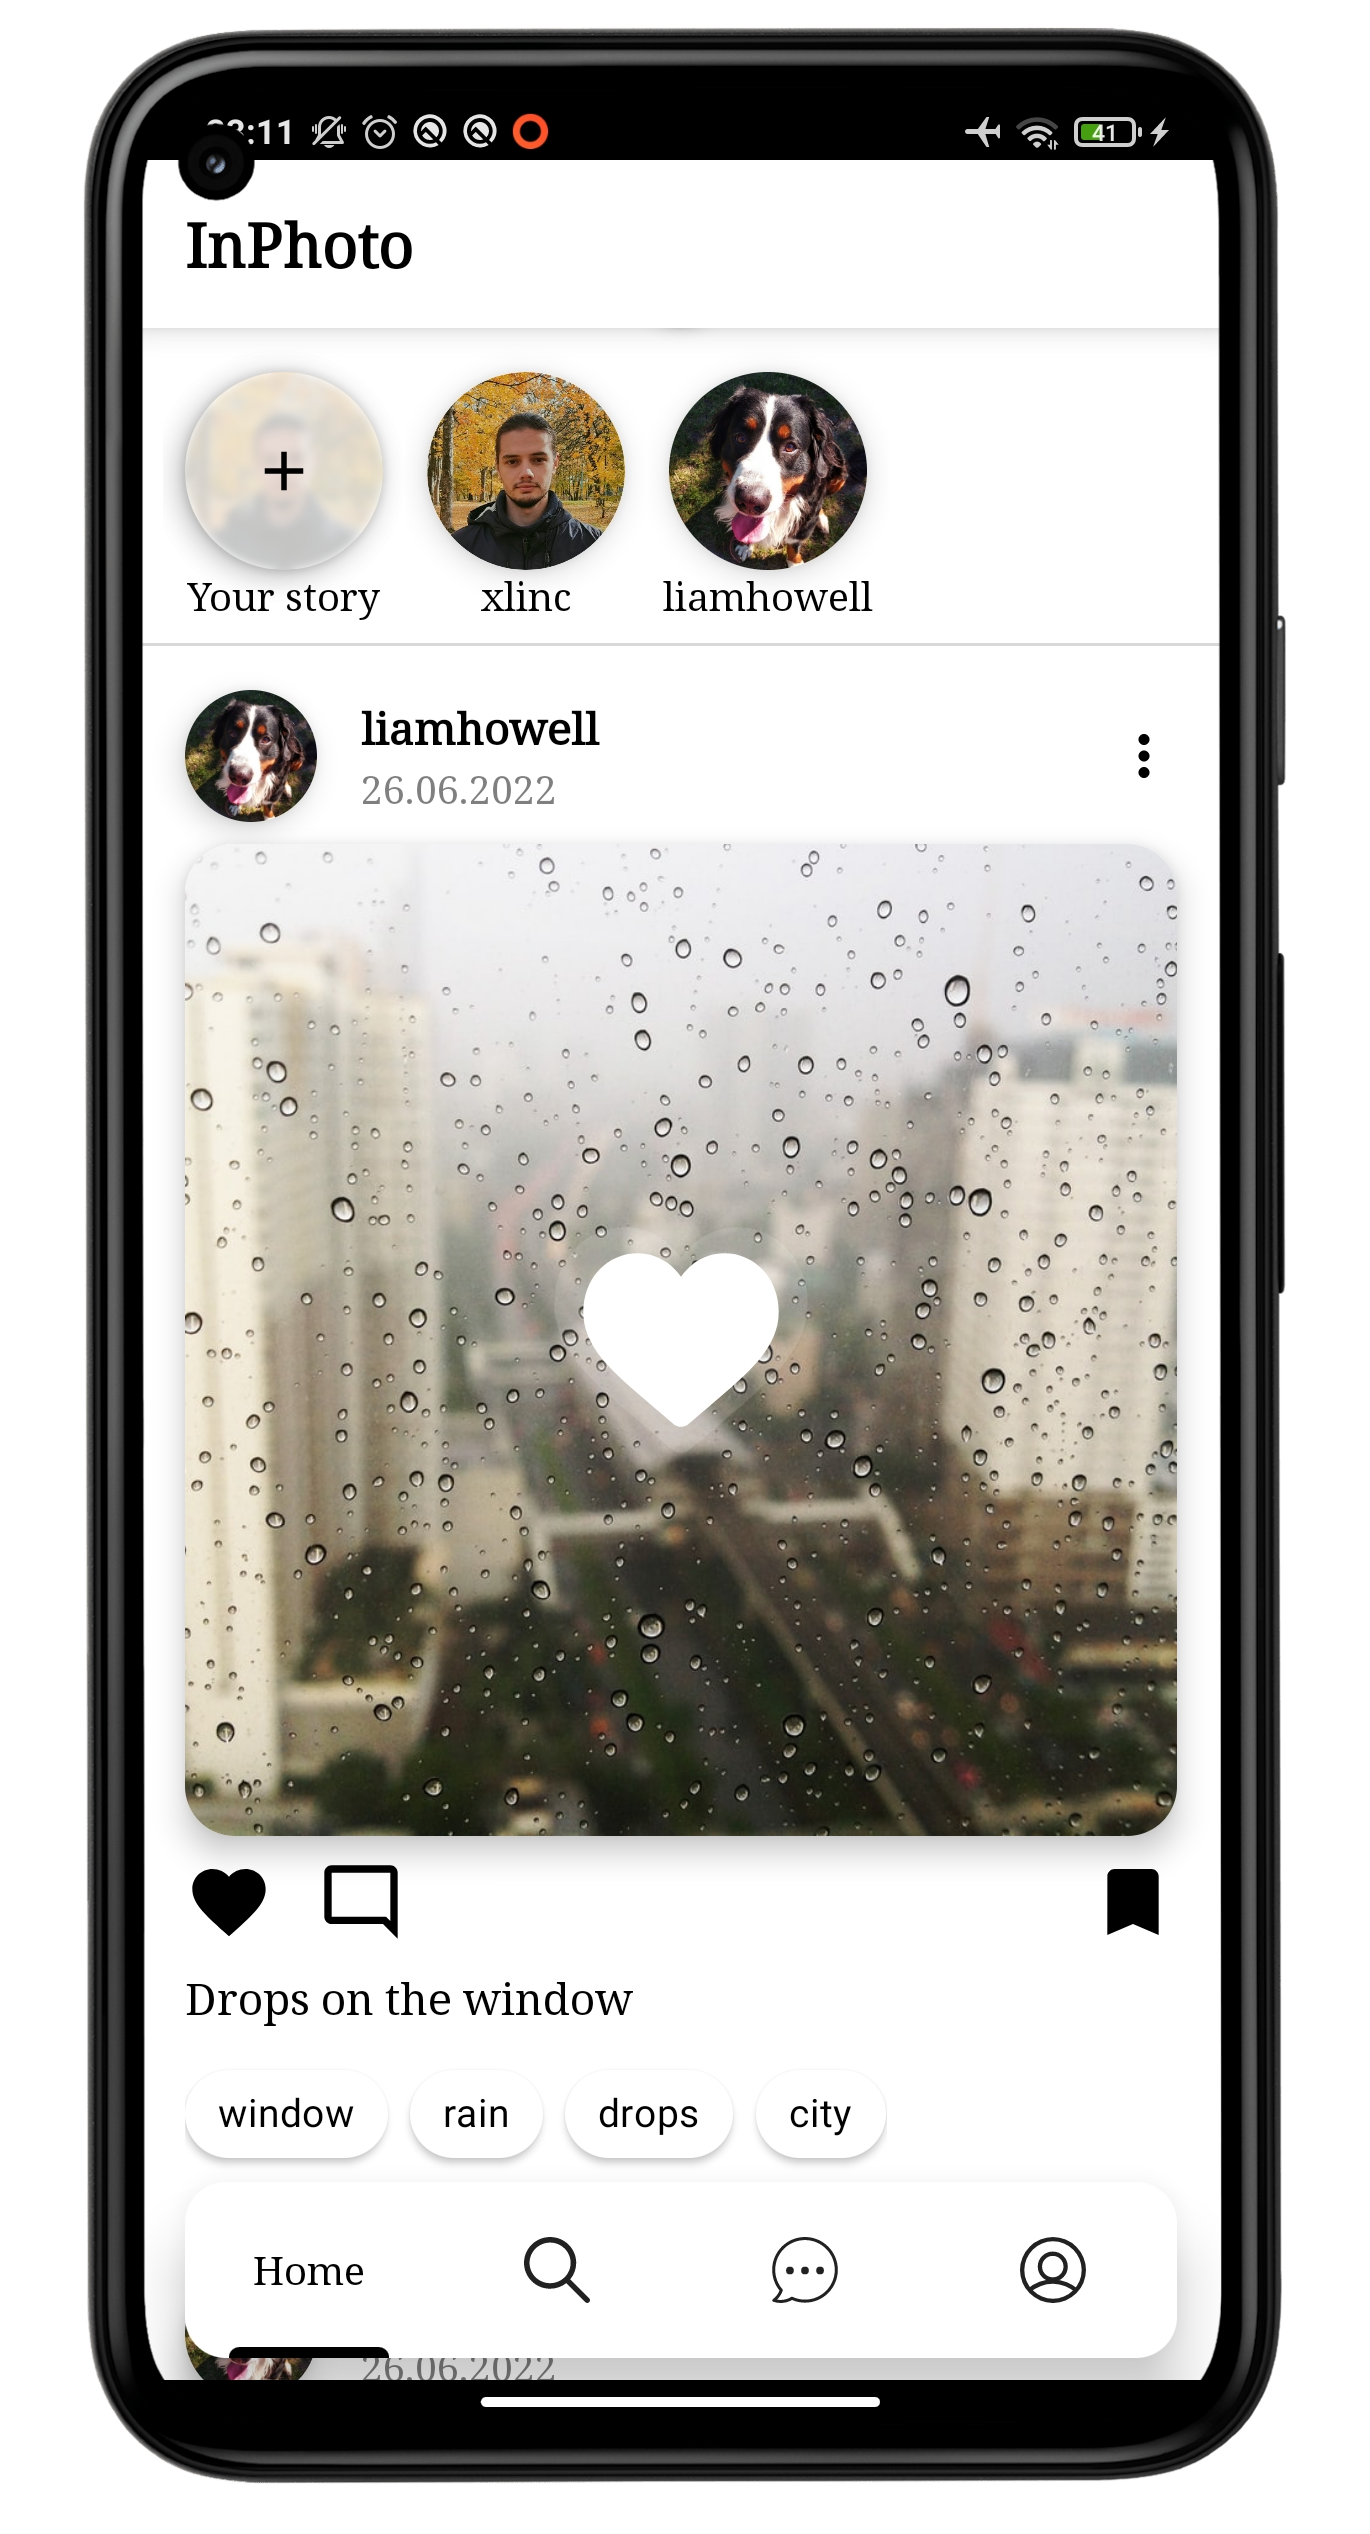 :11
41
InPhoto
Your story
xlinc
liamhowell
liamhowell
26.06.2022
Drops on the window
window
rain
drops
city
Home
26.06.2022